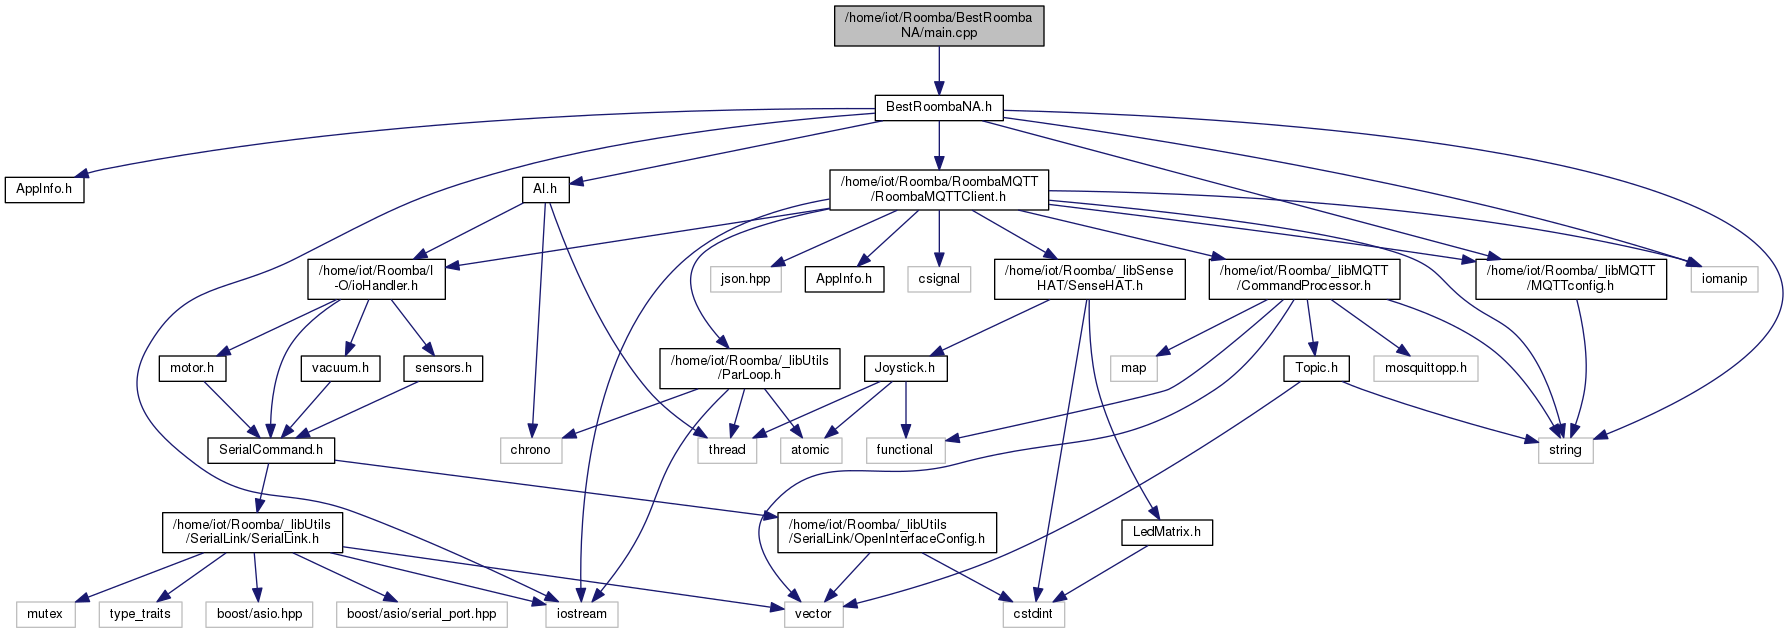 /home/iot/Roomba/BestRoomba
NA/main.cpp
BestRoombaNA.h
AppInfo.h
AI.h
/home/iot/Roomba/RoombaMQTT
/RoombaMQTTClient.h
/home/iot/Roomba/I
-O/ioHandler.h
json.hpp
AppInfo.h
csignal
/home/iot/Roomba/_libSense
HAT/SenseHAT.h
/home/iot/Roomba/_libMQTT
/CommandProcessor.h
/home/iot/Roomba/_libMQTT
/MQTTconfig.h
iomanip
motor.h
vacuum.h
sensors.h
/home/iot/Roomba/_libUtils
/ParLoop.h
Joystick.h
map
Topic.h
mosquittopp.h
SerialCommand.h
chrono
thread
atomic
functional
string
/home/iot/Roomba/_libUtils
/SerialLink/SerialLink.h
/home/iot/Roomba/_libUtils
/SerialLink/OpenInterfaceConfig.h
LedMatrix.h
mutex
type_traits
boost/asio.hpp
boost/asio/serial_port.hpp
iostream
vector
cstdint